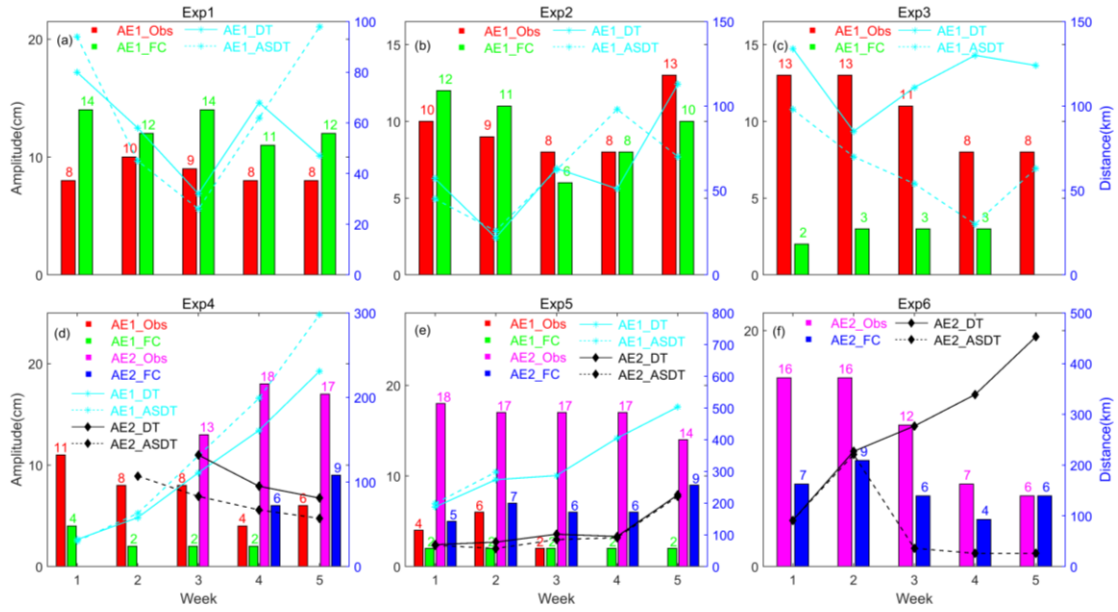 Exp1
Exp2
Exp3
(a)
AE1_Obs
AE1_FC
AE1_DT
AE1_ASDT
(b)
AE1_Obs
AE1_FC
AE1_DT
AE1_ASDT
(c)
AE1_Obs
AE1_FC
AE1_DT
AE1_ASDT
Amplitude(cm)
20
10
0
100
80
60
40
20
0
8 14 10 12 9 14 8 11 8 12
15
10
5
0
150
100
50
0
10 12 9 11 8 6 8 8 13 10
15
10
5
0
150
100
50
0
13 2 13 3 11 3 8 3 8
Distance(km)
Exp4
Exp5
Exp6
(d)
AE1_Obs
AE1_FC
AE2_Obs
AE2_FC
AE1_DT
AE1_ASDT
AE2_DT
AE2_ASDT
(e)
AE1_Obs
AE1_FC
AE2_Obs
AE2_FC
AE1_DT
AE1_ASDT
AE2_DT
AE2_ASDT
(f)
AE2_Obs
AE2_FC
AE2_DT
AE2_ASDT
Amplitude(cm)
20
10
0
300
200
100
0
11 4 8 2 8 2 13 4 2 18 6 6 17 9
1 2 3 4 5
Week
20
10
0
800
700
600
500
400
300
200
100
0
4 2 18 5 6 2 17 7 2 2 17 6 2 17 6 2 14 9
1 2 3 4 5
Week
20
10
0
500
400
300
200
100
0
16 7 16 9 12 6 7 4 6 6
1 2 3 4 5
Week
Distance(km)